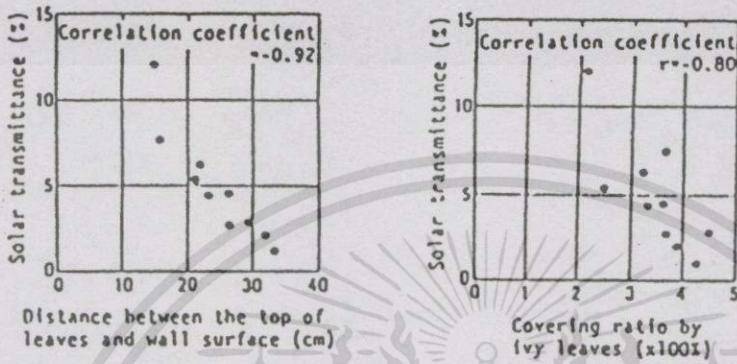 15
Correlation coefficient
r=-0.92
10
5
0
0 10 20 30 40
Solar transmittance (%)
Distance between the top of
leaves and wall surface (cm)
15
Correlation coefficient
r=-0.80
10
5
0
0 1 2 3 4 5
Solar transmittance (%)
Covering ratio by
ivy leaves (x100%)